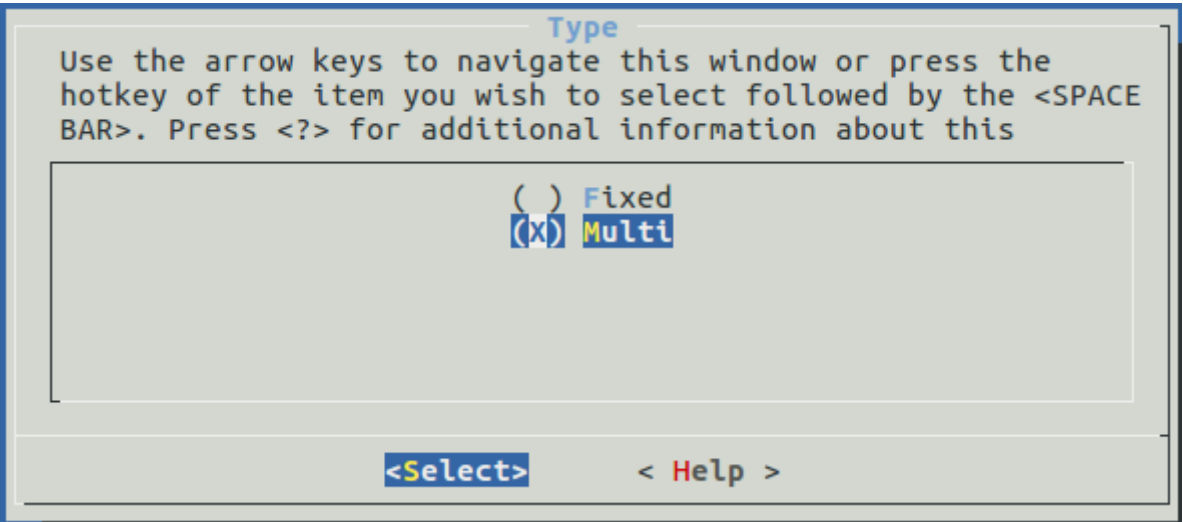 Type
Use the arrow keys to navigate this window or press the
hotkey of the item you wish to select followed by the <SPACE
BAR>. Press <?> for additional information about this
( ) Fixed
(X) Multi
<Select> < Help >